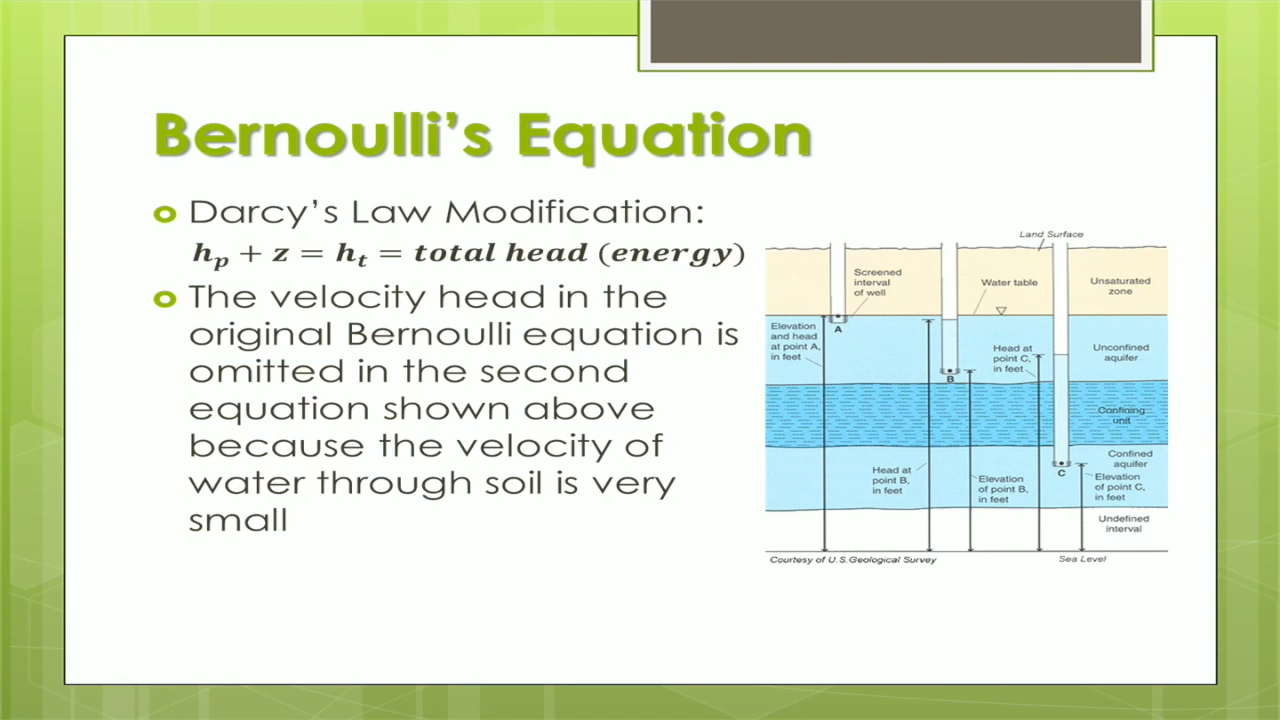 Bernoulli's Equation
Darcy's Law Modification:
h_p + z = h_t = total head (energy)
The velocity head in the
original Bernoulli equation is
omitted in the second
equation shown above
because the velocity of
water through soil is very
small
Land Surface
Screened
interval
of well
Water table
Unsaturated
zone
A
Elevation
and head
at point A,
in feet
Head at
point C,
in feet
Unconfined
aquifer
B
Confining
unit
Confined
aquifer
C
Head at
point B,
in feet
Elevation
of point B,
in feet
Elevation
of point C,
in feet
Undefined
interval
Courtesy of U.S.Geological Survey
Sea Level